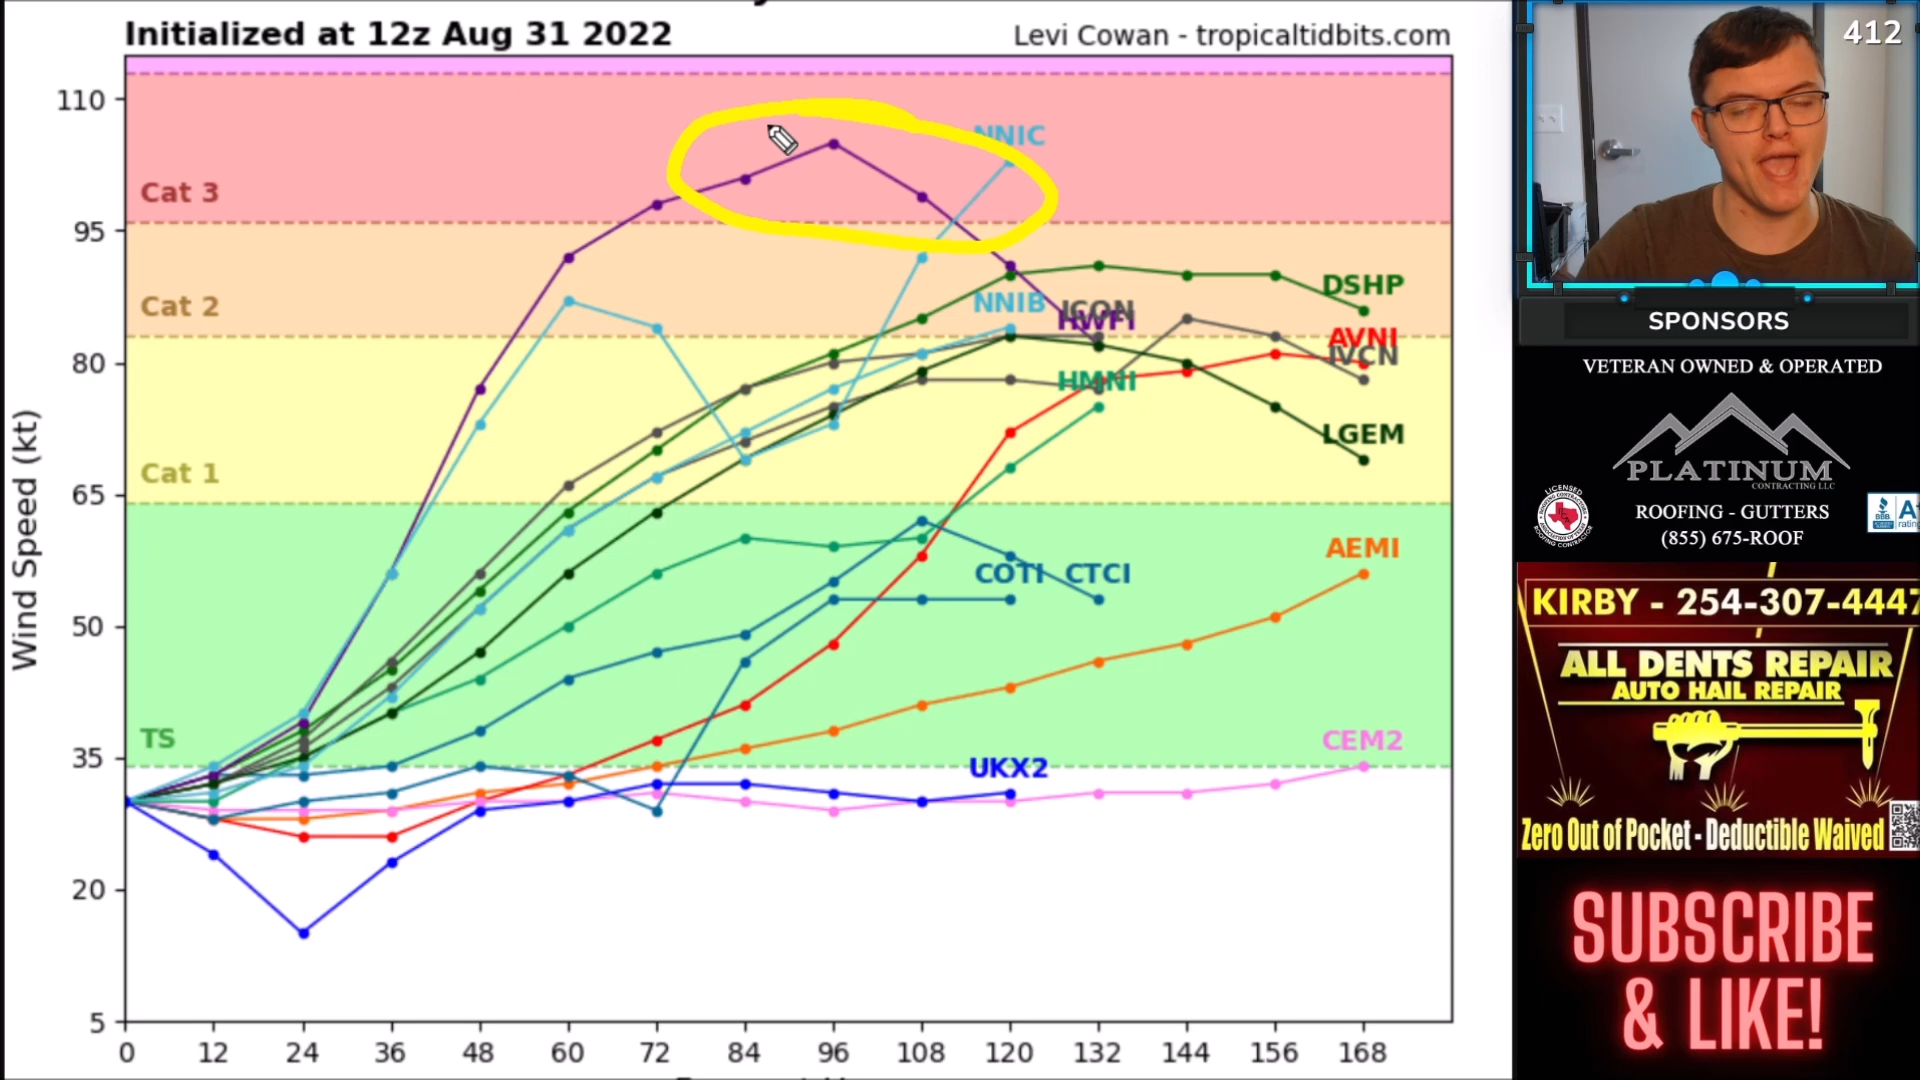 Initialized at 12z Aug 31 2022
Levi Cowan - tropicaltidbits.com
412
110
NNIC
Cat 3
95
DSHP
Cat 2
NNIB
ICON
HWFI
AVNI
IVCN
80
HMNI
LGEM
Cat 1
65
Wind Speed (kt)
AEMI
COTI
CTCI
50
TS
CEM2
35
UKX2
20
5
0 12 24 36 48 60 72 84 96 108 120 132 144 156 168
SPONSORS
VETERAN OWNED & OPERATED
PLATINUM
CONTRACTING LLC
LICENSED
ROOFING - GUTTERS
(855) 675-ROOF
BBB
A
ratin
KIRBY - 254-307-4447
ALL DENTS REPAIR
AUTO HAIL REPAIR
Zero Out of Pocket - Deductible Waived
SUBSCRIBE
& LIKE!